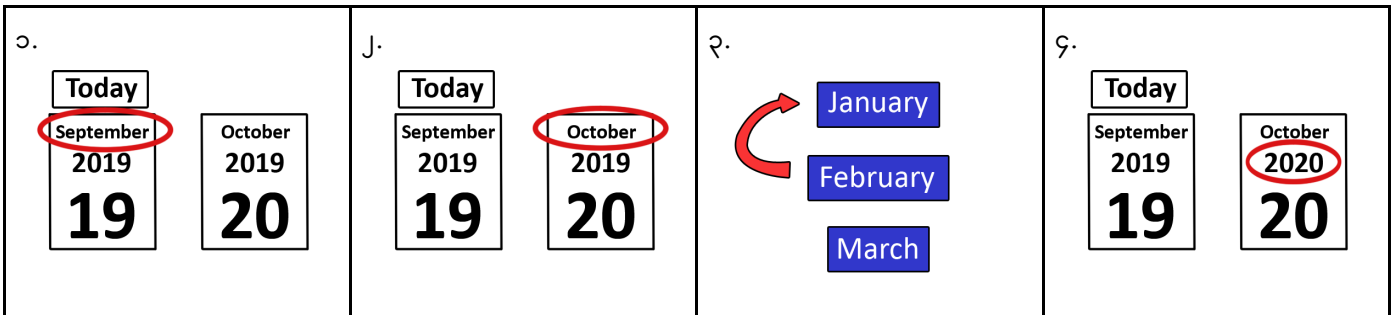 ၁.
Today
September
2019
19
October
2019
20
၂.
Today
September
2019
19
October
2019
20
၃.
January
February
March
၄.
Today
September
2019
19
October
2020
20